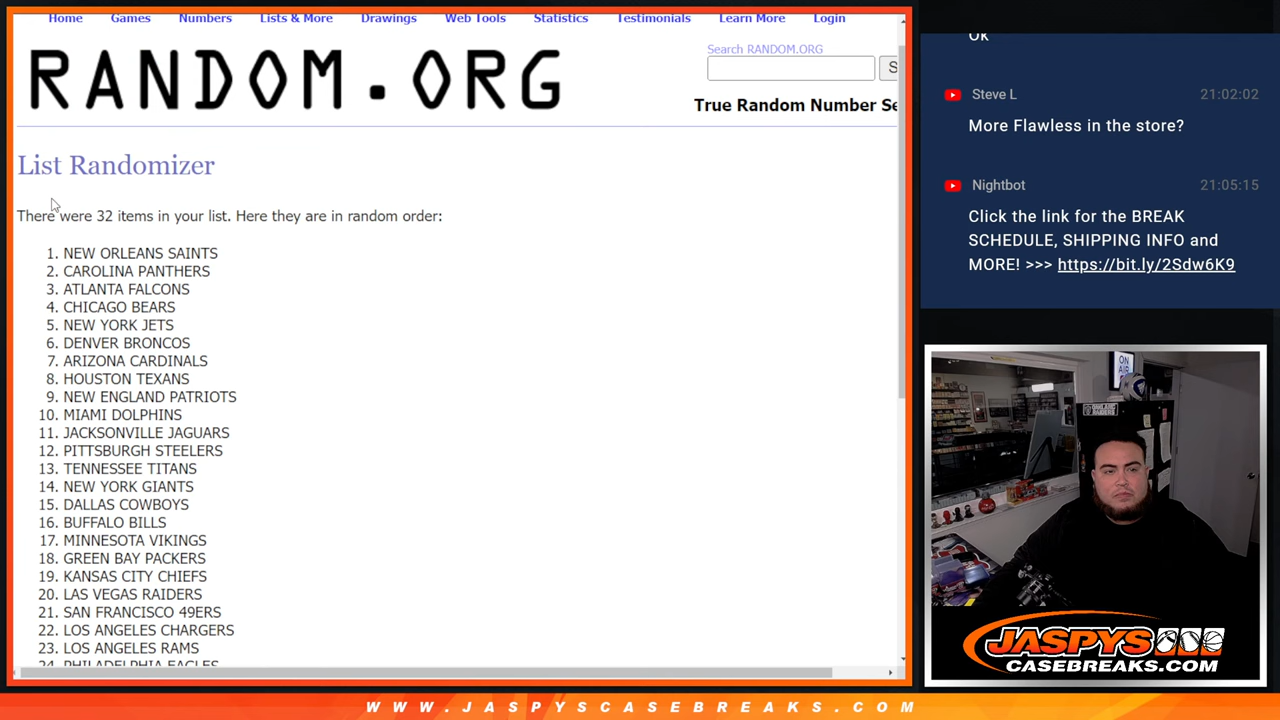 Home Games Numbers Lists & More Drawings Web Tools Statistics Testimonials Learn More Login
RANDOM.ORG
Search RANDOM.ORG
True Random Number Se
List Randomizer
There were 32 items in your list. Here they are in random order:
1. NEW ORLEANS SAINTS
2. CAROLINA PANTHERS
3. ATLANTA FALCONS
4. CHICAGO BEARS
5. NEW YORK JETS
6. DENVER BRONCOS
7. ARIZONA CARDINALS
8. HOUSTON TEXANS
9. NEW ENGLAND PATRIOTS
10. MIAMI DOLPHINS
11. JACKSONVILLE JAGUARS
12. PITTSBURGH STEELERS
13. TENNESSEE TITANS
14. NEW YORK GIANTS
15. DALLAS COWBOYS
16. BUFFALO BILLS
17. MINNESOTA VIKINGS
18. GREEN BAY PACKERS
19. KANSAS CITY CHIEFS
20. LAS VEGAS RAIDERS
21. SAN FRANCISCO 49ERS
22. LOS ANGELES CHARGERS
23. LOS ANGELES RAMS
24. PHILADELPHIA EAGLES
Ok
Steve L 21:02:02
More Flawless in the store?
Nightbot 21:05:15
Click the link for the BREAK
SCHEDULE, SHIPPING INFO and
MORE! >>> https://bit.ly/2Sdw6K9
ON
AIR
OAKLAND
RAIDERS
JASPYS
CASEBREAKS.COM
WWW.JASPYSCASEBREAKS.COM